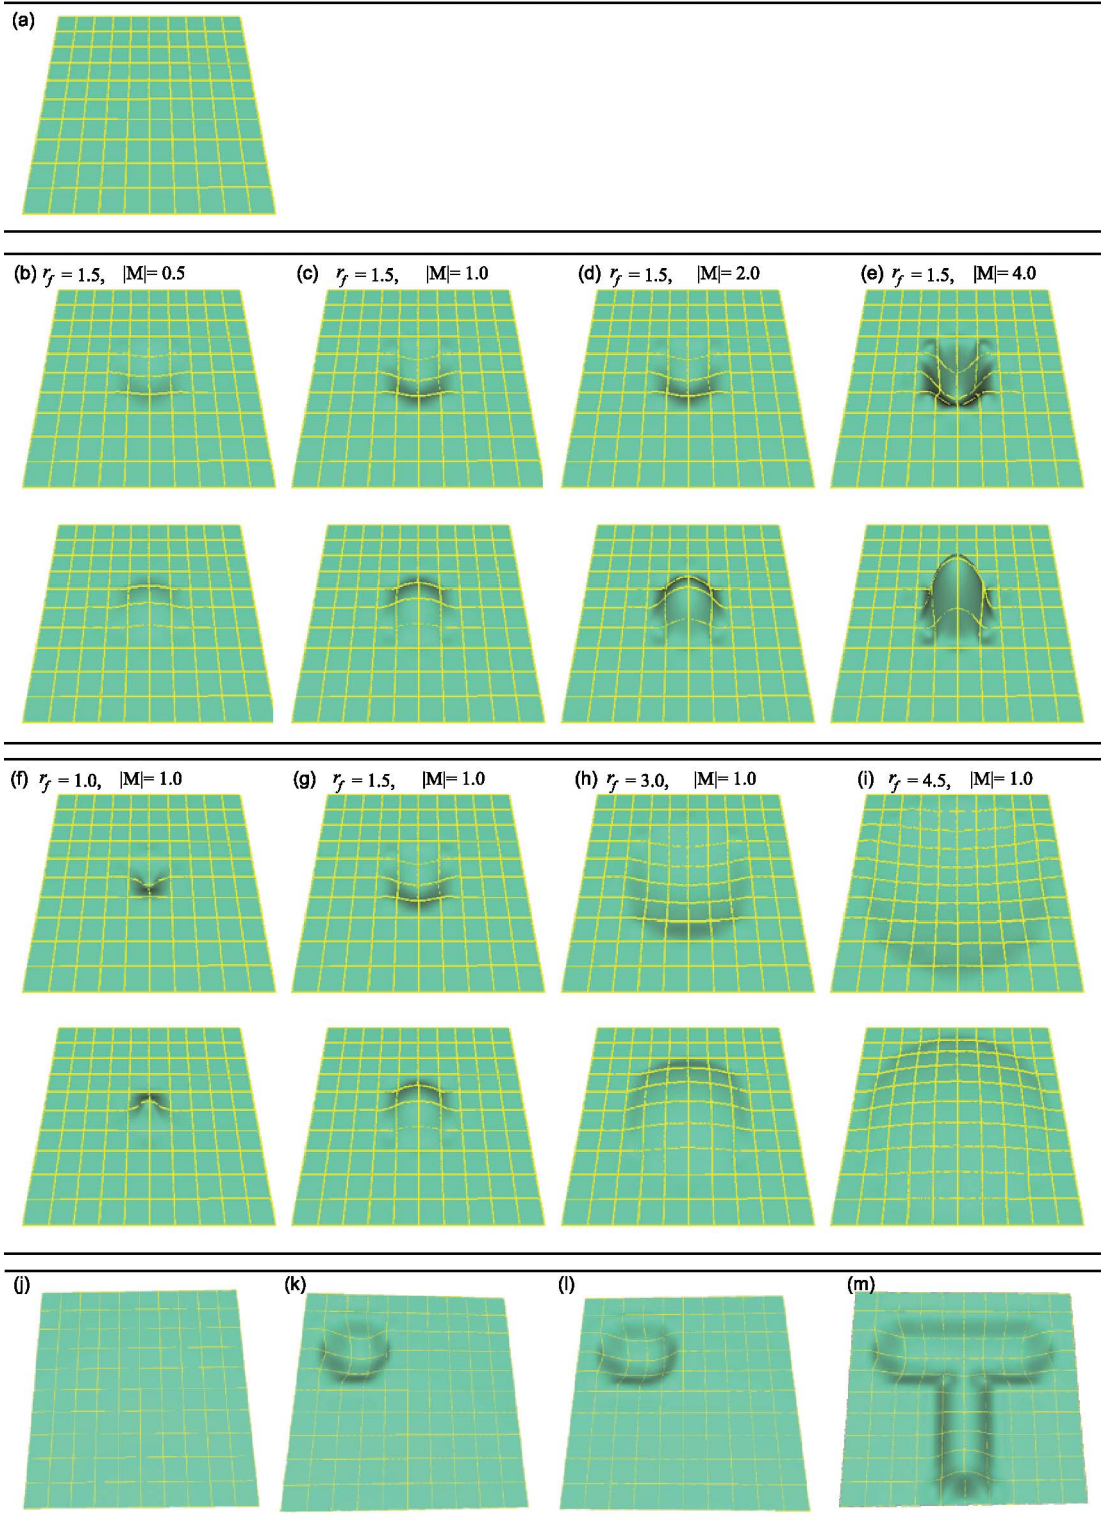 (a)
(b) r_f = 1.5, |M|= 0.5 (c) r_f = 1.5, |M|= 1.0 (d) r_f = 1.5, |M|= 2.0 (e) r_f = 1.5, |M|= 4.0
(f) r_f = 1.0, |M|= 1.0 (g) r_f = 1.5, |M|= 1.0 (h) r_f = 3.0, |M|= 1.0 (i) r_f = 4.5, |M|= 1.0
(j) (k) (l) (m)